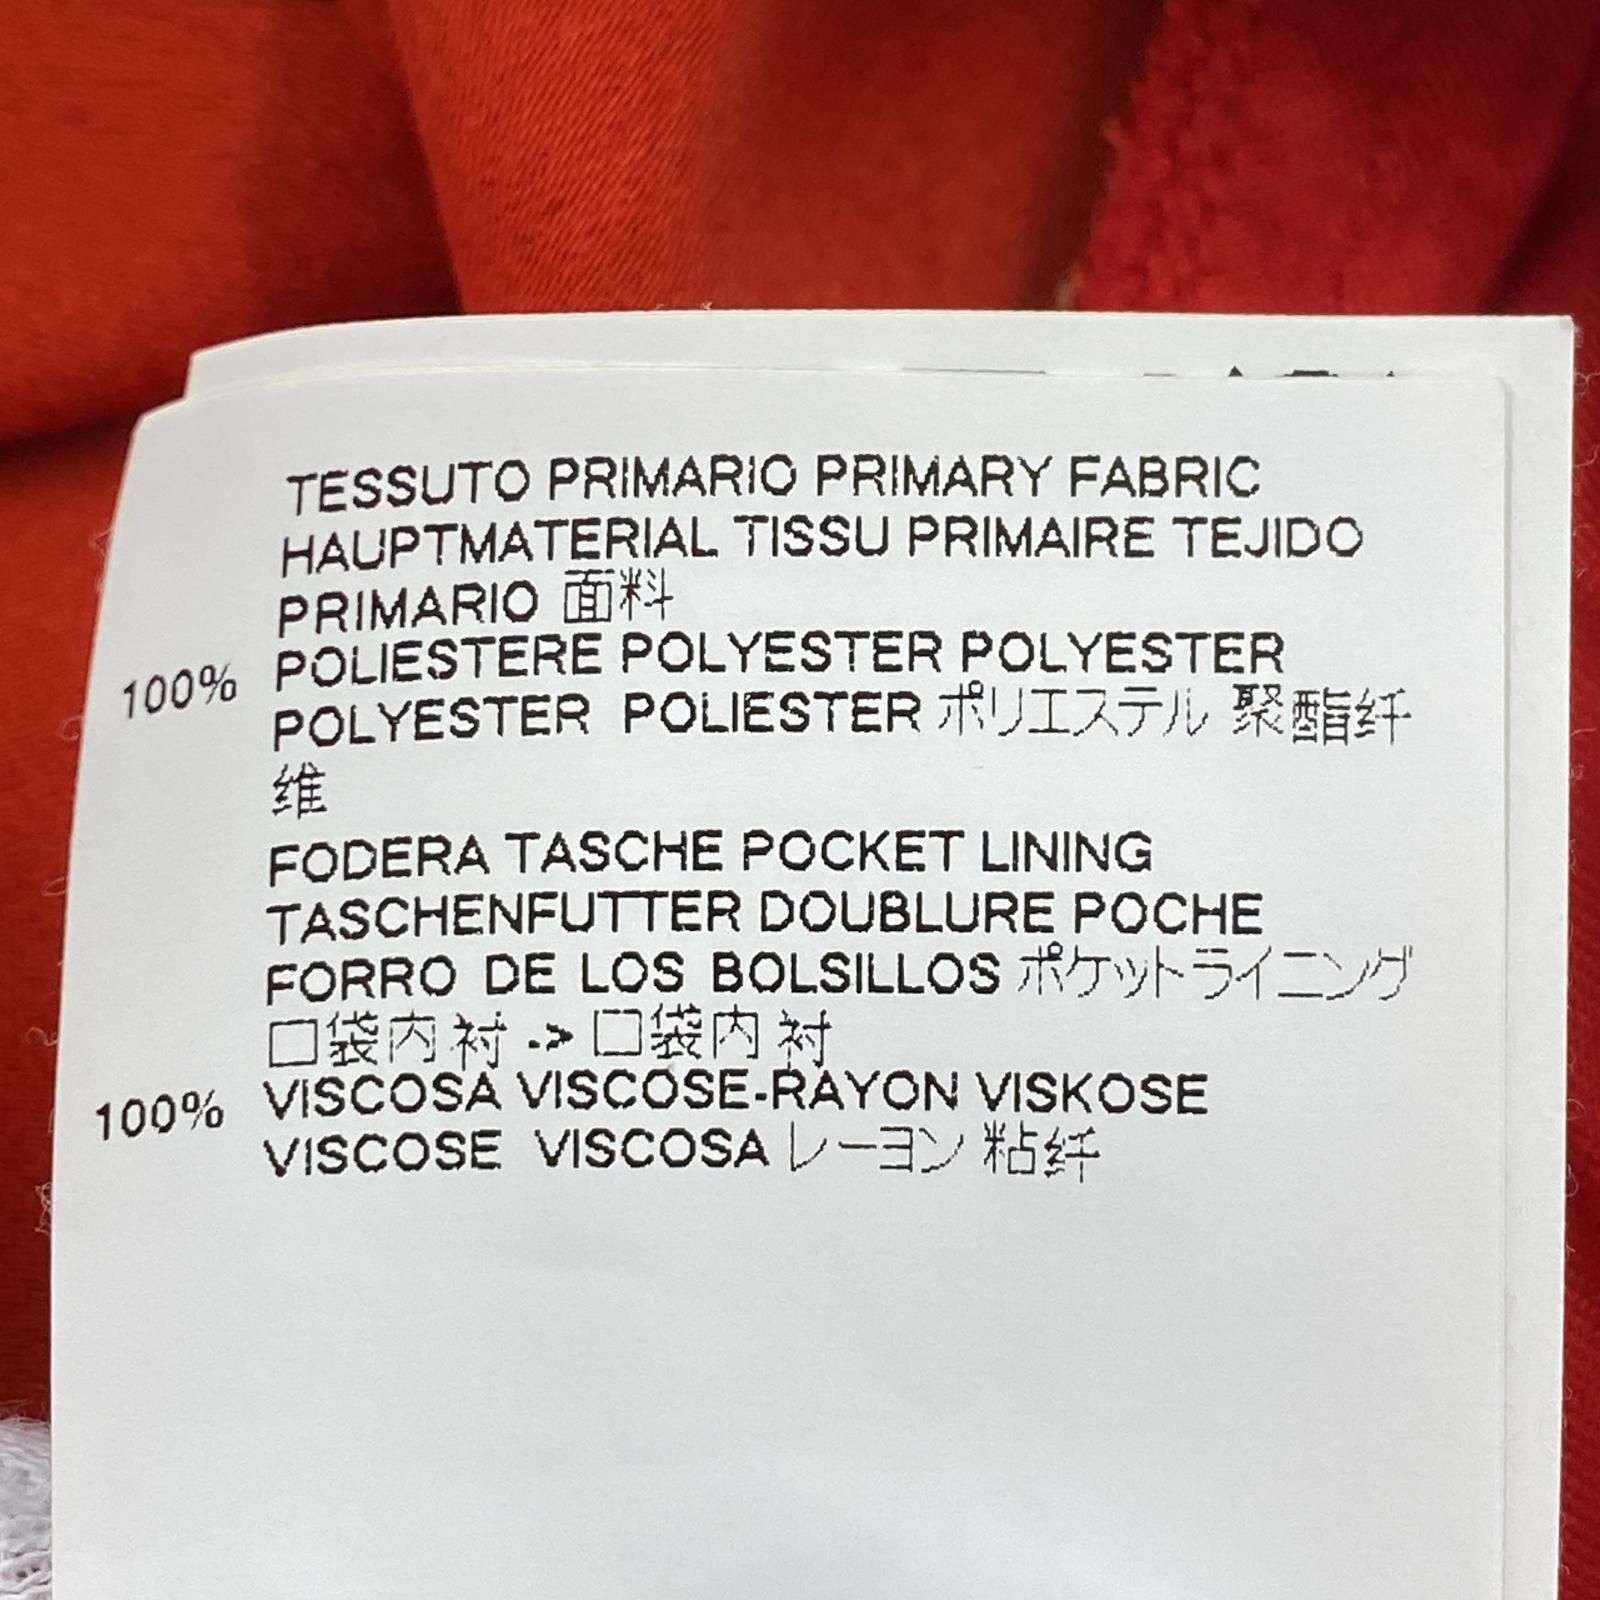 TESSUTO PRIMARIO PRIMARY FABRIC
HAUPTMATERIAL TISSU PRIMAIRE TEJIDO
PRIMARIO 面料
100% POLIESTERE POLYESTER POLYESTER
POLYESTER POLIESTER ポリエステル 聚酯纤
维
FODERA TASCHE POCKET LINING
TASCHENFUTTER DOUBLURE POCHE
FORRO DE LOS BOLSILLOS ポケットライニング
口袋内衬 -> 口袋内衬
100% VISCOSA VISCOSE-RAYON VISKOSE
VISCOSE VISCOSA レーヨン 粘纤